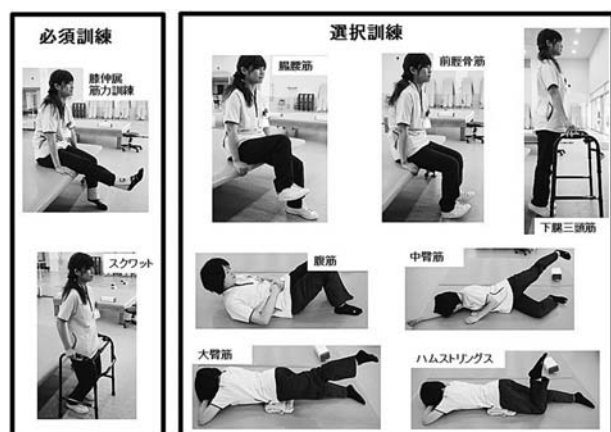 必須訓練
膝伸展
筋力訓練
スクワット
選択訓練
腸腰筋
前脛骨筋
下腿三頭筋
腹筋
中臀筋
大臀筋
ハムストリングス